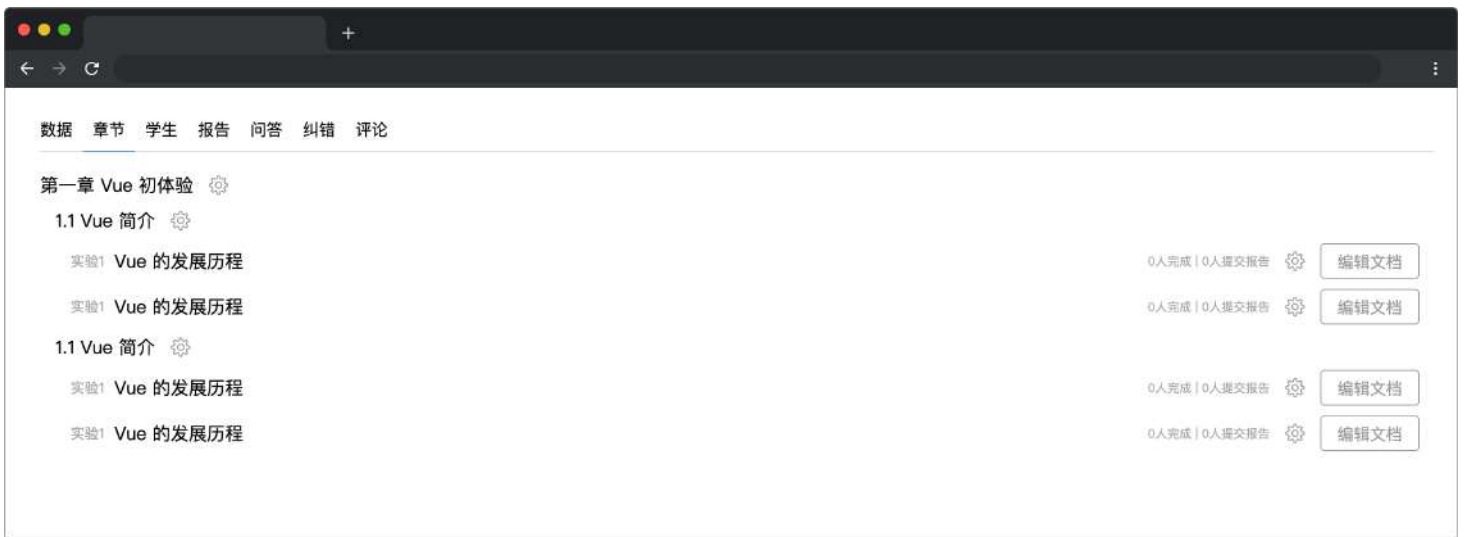 数据 章节 学生 报告 问答 纠错 评论
第一章 Vue 初体验
1.1 Vue 简介
实验1 Vue 的发展历程 0人完成 | 0人提交报告 编辑文档
实验1 Vue 的发展历程 0人完成 | 0人提交报告 编辑文档
1.1 Vue 简介
实验1 Vue 的发展历程 0人完成 | 0人提交报告 编辑文档
实验1 Vue 的发展历程 0人完成 | 0人提交报告 编辑文档